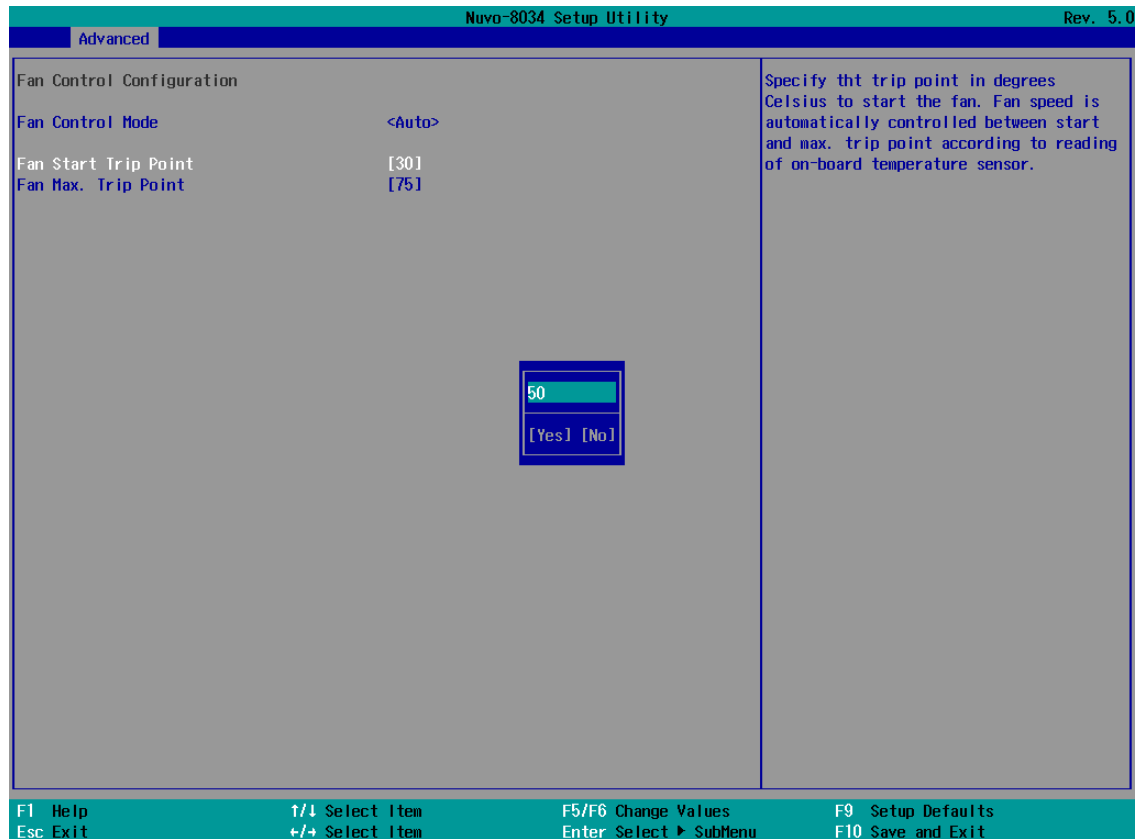 Nuvo-8034 Setup Utility Rev. 5.0
Advanced
Fan Control Configuration
Fan Control Mode <Auto>
Fan Start Trip Point [30]
Fan Max. Trip Point [75]
Specify tht trip point in degrees
Celsius to start the fan. Fan speed is
automatically controlled between start
and max. trip point according to reading
of on-board temperature sensor.
50
[Yes] [No]
F1 Help ↑/↓ Select Item F5/F6 Change Values F9 Setup Defaults
Esc Exit ←/→ Select Item Enter Select ▶ SubMenu F10 Save and Exit